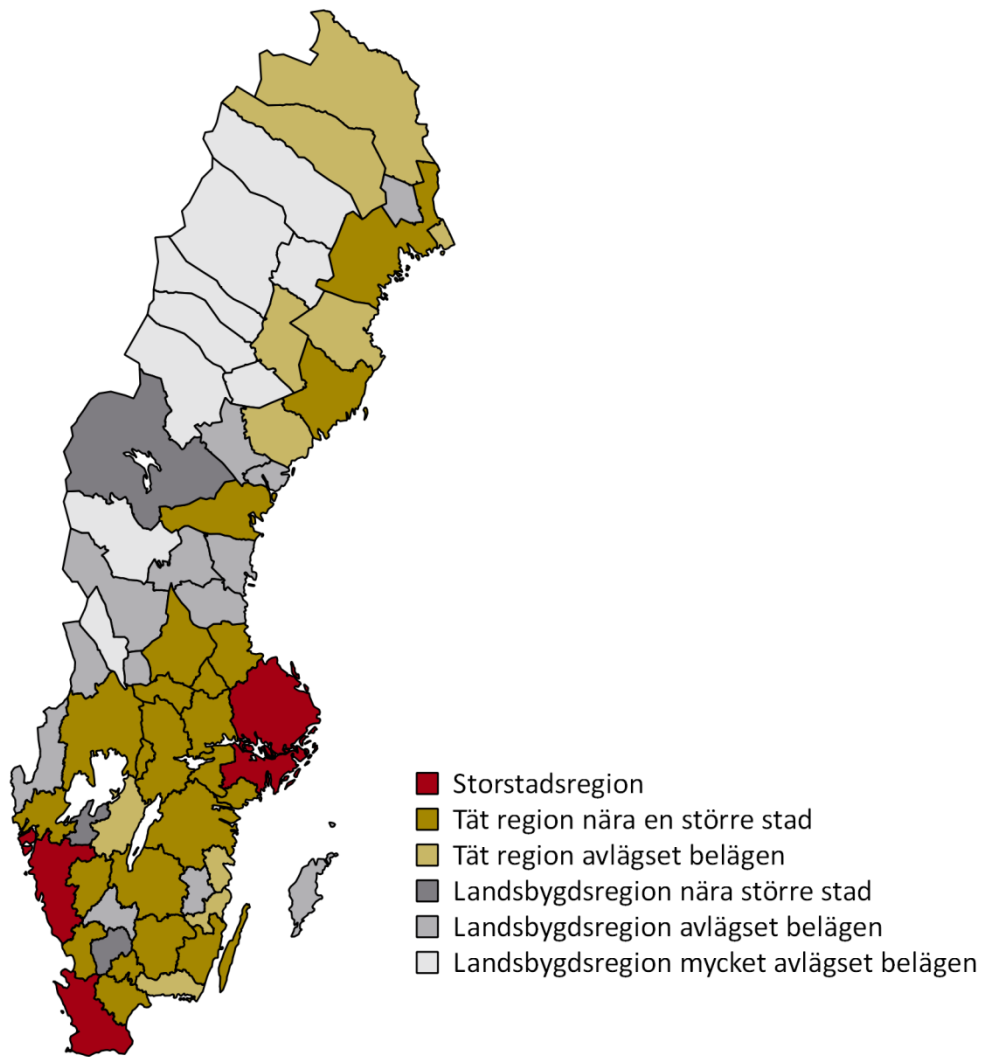 Storstadsregion
Tät region nära en större stad
Tät region avlägset belägen
Landsbygdsregion nära större stad
Landsbygdsregion avlägset belägen
Landsbygdsregion mycket avlägset belägen